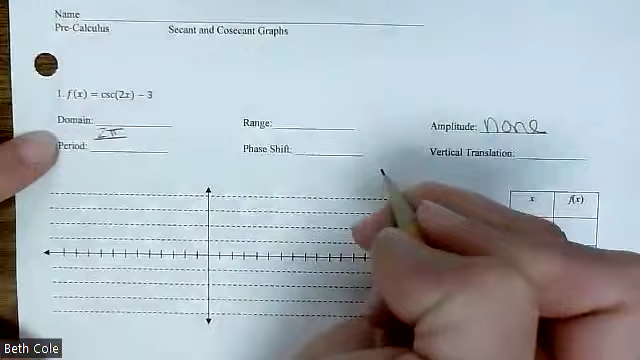 Name
Pre-Calculus Secant and Cosecant Graphs
1. f(x) = csc(2x) – 3
Domain: Range: Amplitude: none
2π
Period: Phase Shift: Vertical Translation:
x f(x)
Beth Cole